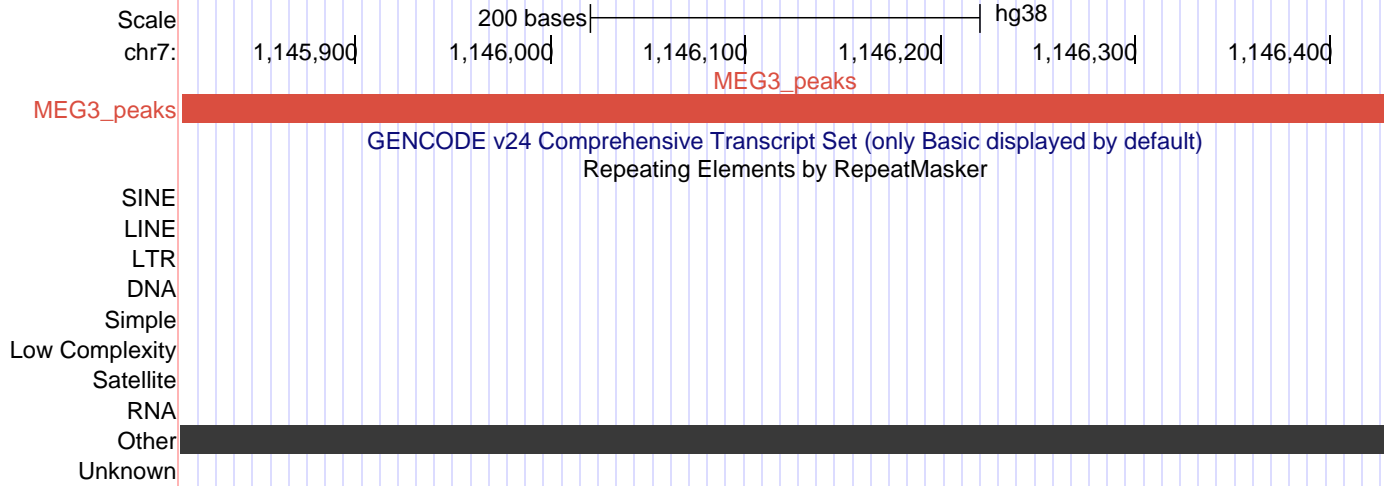 Scale 200 bases hg38
chr7: 1,145,900 1,146,000 1,146,100 1,146,200 1,146,300 1,146,400
MEG3_peaks
MEG3_peaks
GENCODE v24 Comprehensive Transcript Set (only Basic displayed by default)
Repeating Elements by RepeatMasker
SINE
LINE
LTR
DNA
Simple
Low Complexity
Satellite
RNA
Other
Unknown